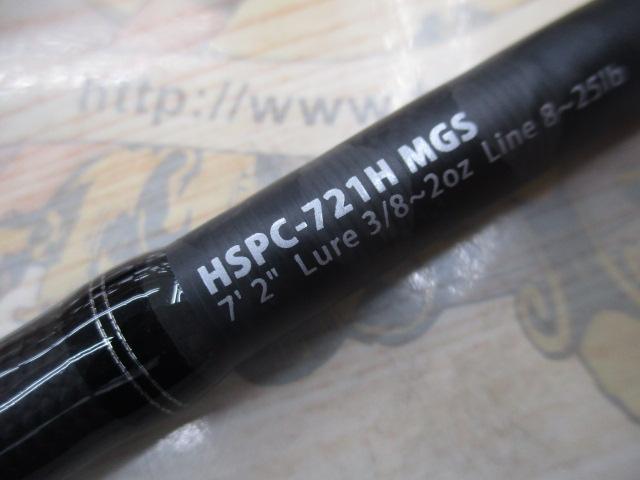 http://www.
HSPC-721H MGS
7' 2" Lure 3/8~2oz Line 8~25lb